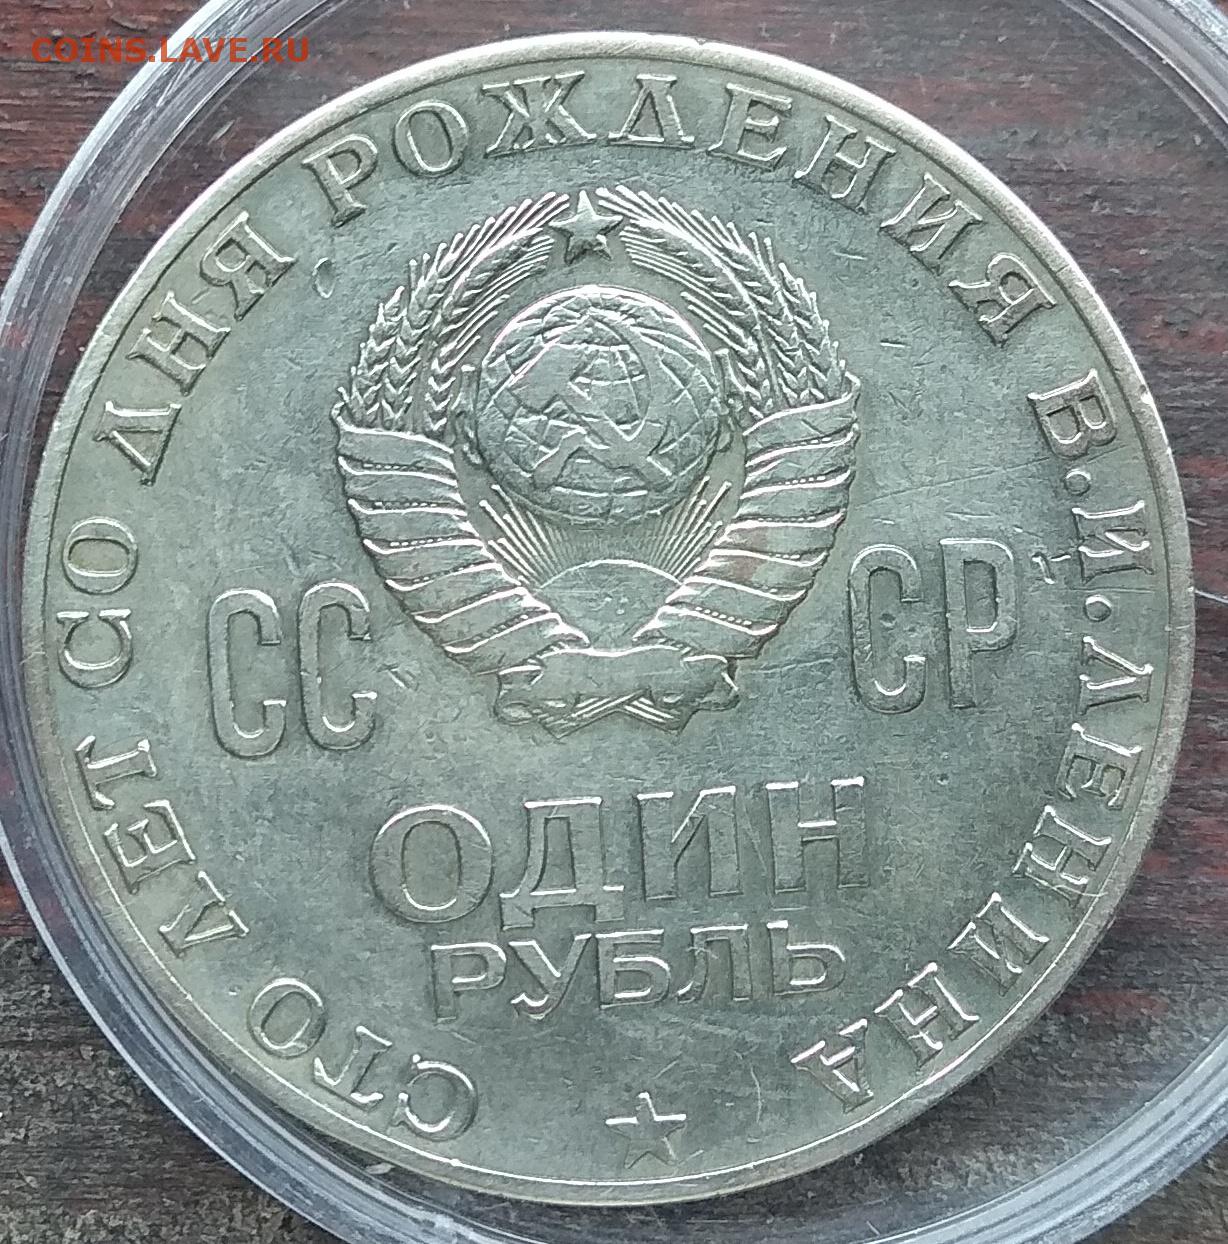 COINS.LAVE.RU
СТО ЛЕТ СО ДНЯ РОЖДЕНИЯ В.И.ЛЕНИНА
СС СР
ОДИН
РУБЛЬ